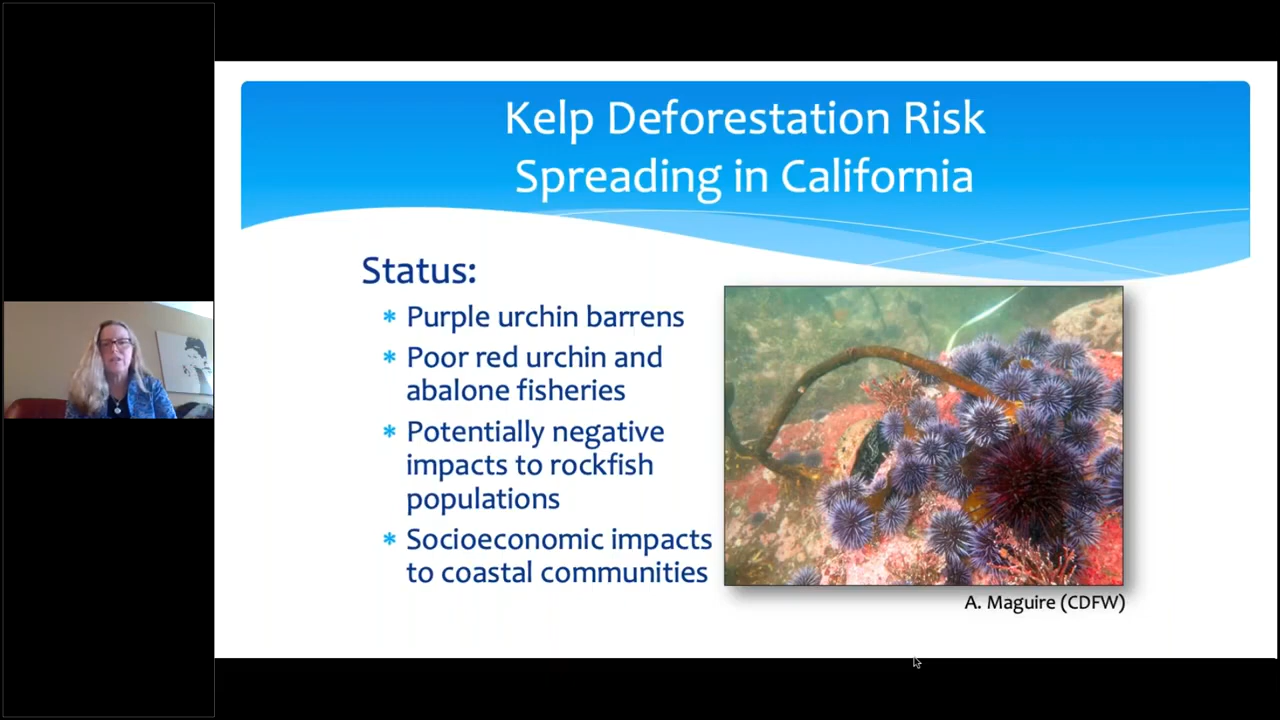 Kelp Deforestation Risk
Spreading in California
Status:
* Purple urchin barrens
* Poor red urchin and
abalone fisheries
* Potentially negative
impacts to rockfish
populations
* Socioeconomic impacts
to coastal communities
A. Maguire (CDFW)